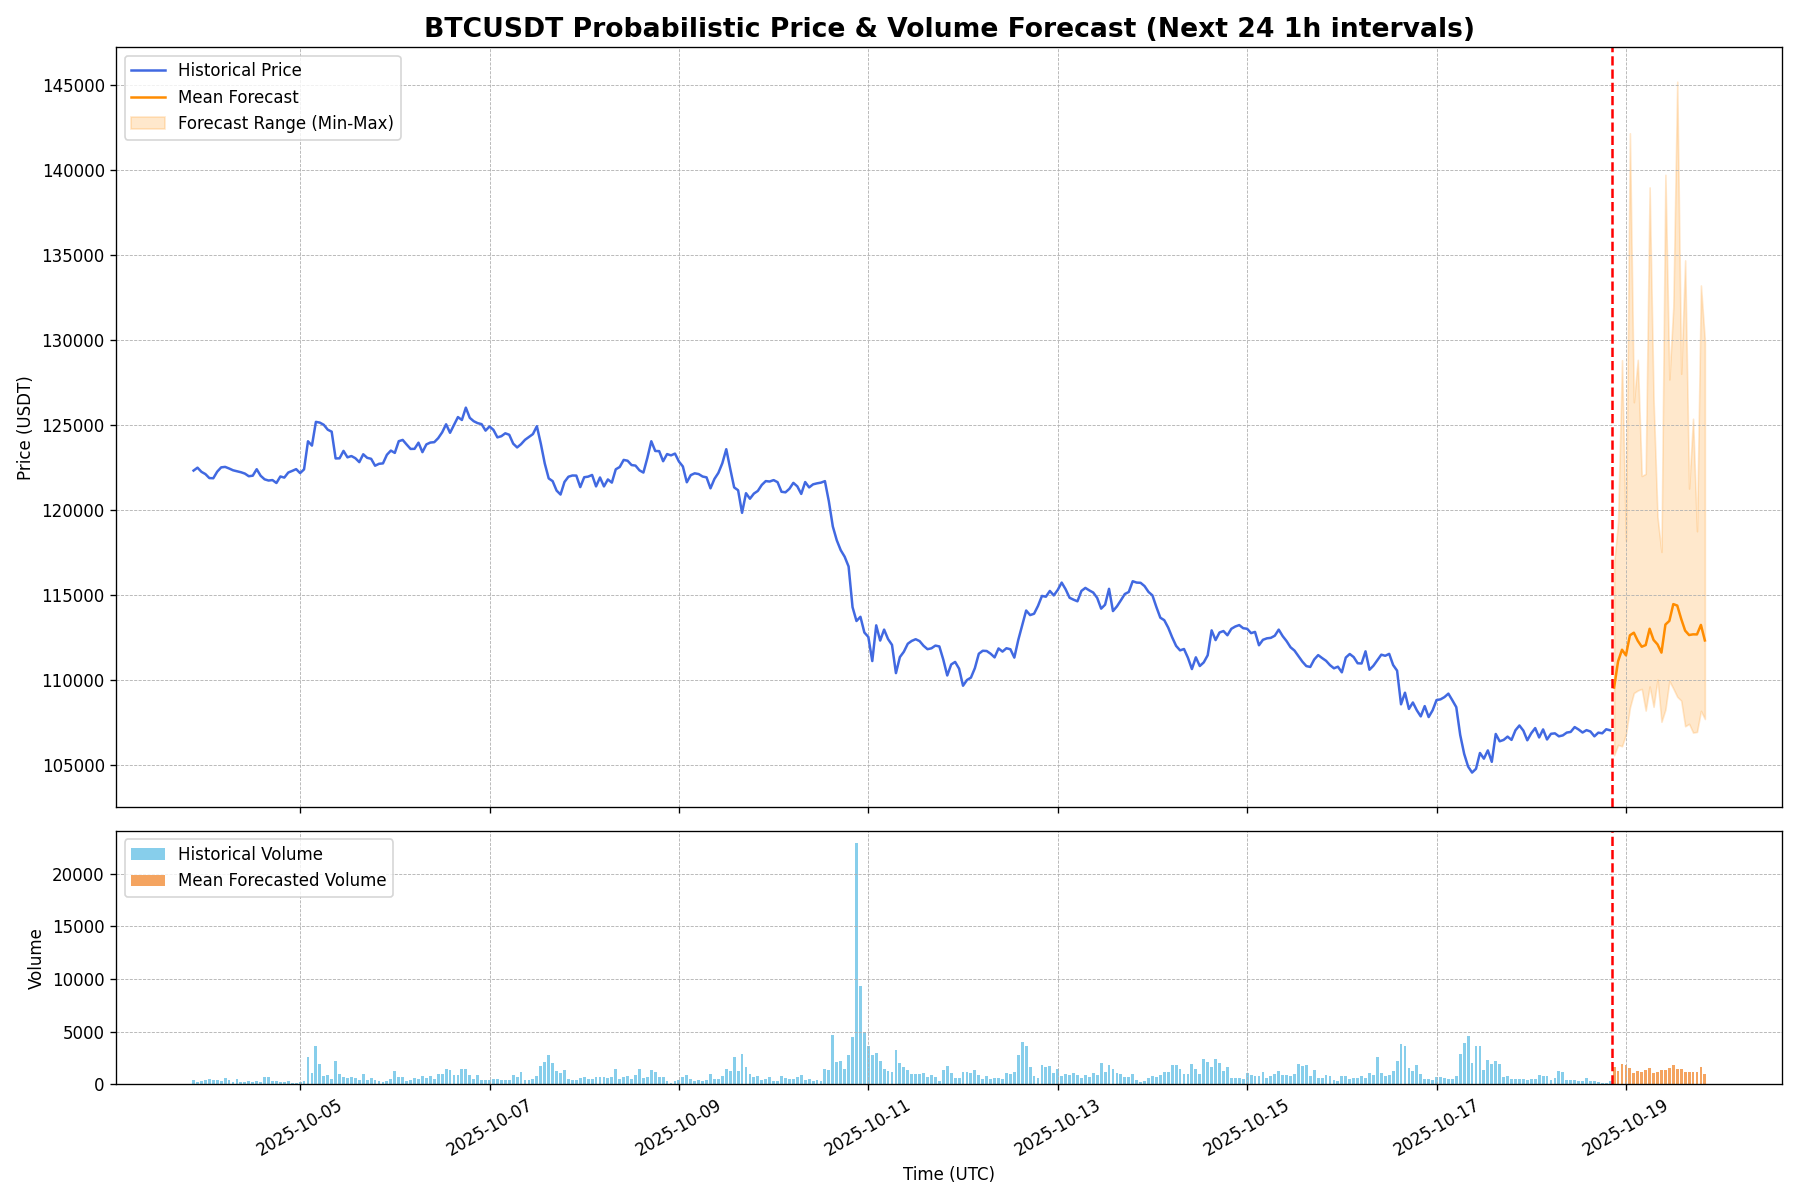 BTCUSDT Probabilistic Price & Volume Forecast (Next 24 1h intervals)
Historical Price
Mean Forecast
Forecast Range (Min-Max)
145000
140000
135000
130000
125000
120000
115000
110000
105000
Price (USDT)
Historical Volume
Mean Forecasted Volume
20000
15000
10000
5000
0
Volume
2025-10-05
2025-10-07
2025-10-09
2025-10-11
2025-10-13
2025-10-15
2025-10-17
2025-10-19
Time (UTC)